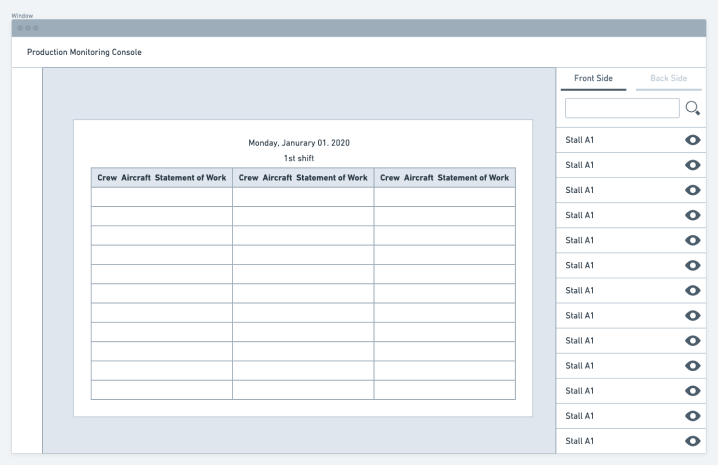 Window
Production Monitoring Console
Front Side Back Side
Monday, Janurary 01. 2020
1st shift
Crew Aircraft Statement of Work Crew Aircraft Statement of Work Crew Aircraft Statement of Work
Stall A1
Stall A1
Stall A1
Stall A1
Stall A1
Stall A1
Stall A1
Stall A1
Stall A1
Stall A1
Stall A1
Stall A1
Stall A1